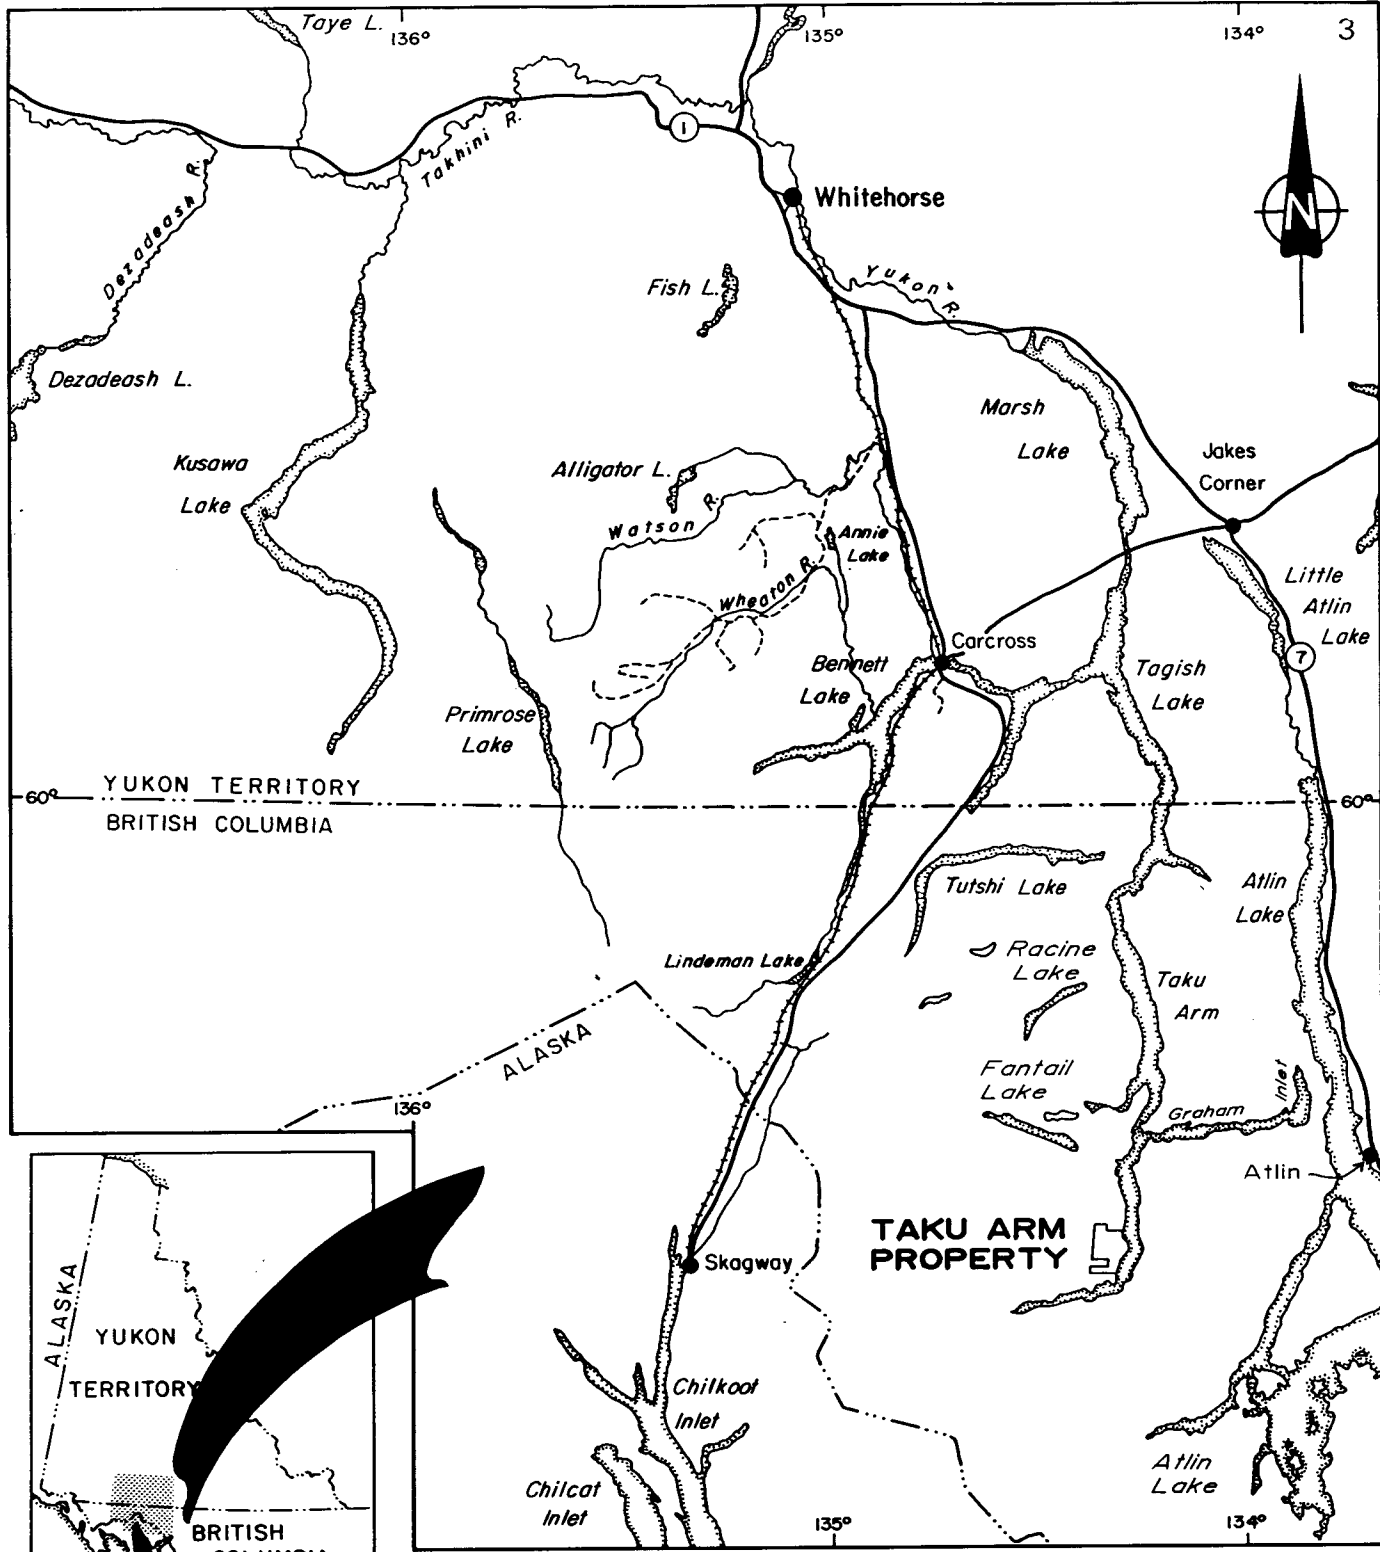 Taye L.
136°
135°
134°
3
1
Takhini R.
Dezadeash R.
Whitehorse
N
Fish L.
Yukon R.
Dezadeash L.
Marsh
Lake
Kusawa
Lake
Alligator L.
Jakes
Corner
Watson R.
Annie
Lake
Wheaton R.
Little
Atlin
Lake
7
Carcross
Bennett
Lake
Tagish
Lake
Primrose
Lake
YUKON TERRITORY
60°
60°
BRITISH COLUMBIA
Tutshi Lake
Atlin
Lake
Lindeman Lake
Racine
Lake
Taku
Arm
ALASKA
Fantail
Lake
136°
Graham Inlet
Atlin
TAKU ARM
PROPERTY
Skagway
ALASKA
YUKON
TERRITORY
Chilkoot
Inlet
Chilcat
Inlet
Atlin
Lake
BRITISH
COLUMBIA
135°
134°